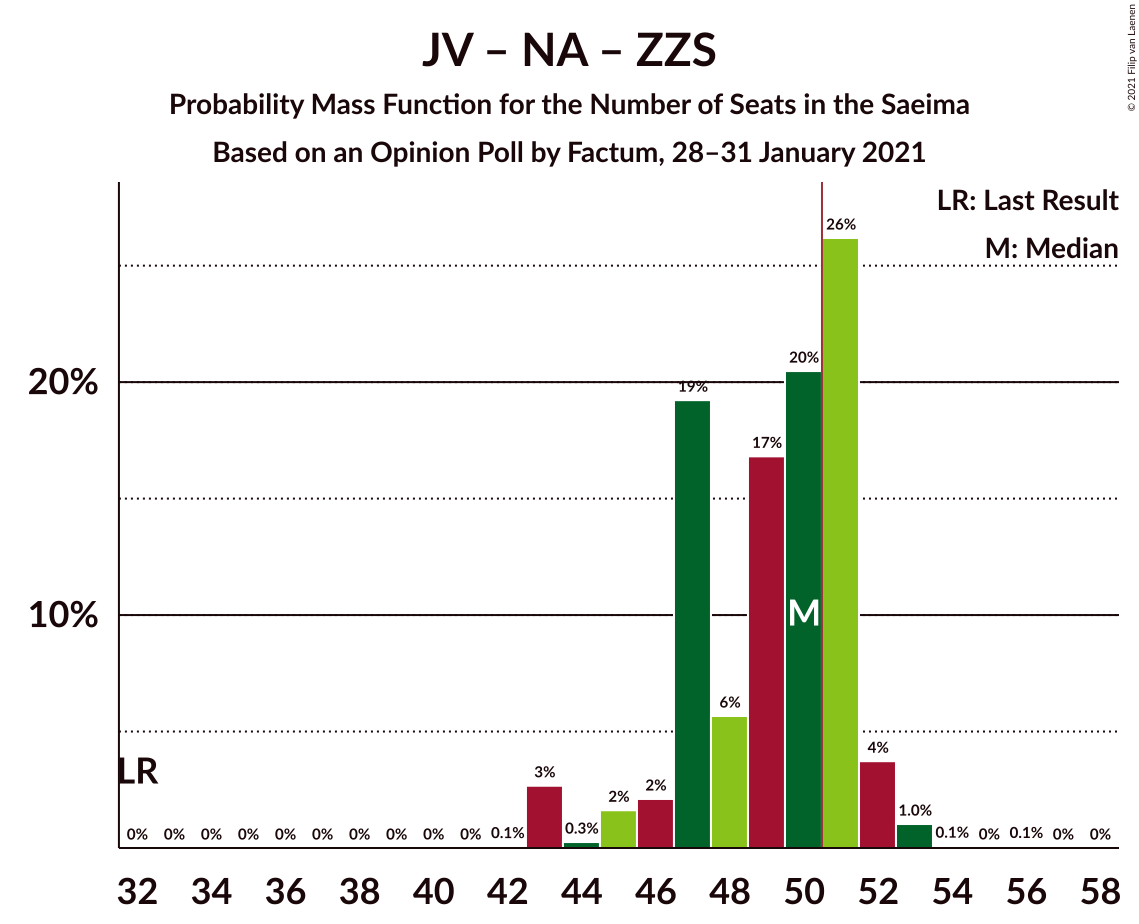 JV – NA – ZZS
Probability Mass Function for the Number of Seats in the Saeima
Based on an Opinion Poll by Factum, 28–31 January 2021
© 2021 Filip van Laenen
LR: Last Result
M: Median
26%
20%
20%
19%
17%
10%
M
6%
4%
LR
3%
2%
2%
1.0%
0% 0% 0% 0% 0% 0% 0% 0% 0% 0% 0.1% 0.3% 0.1% 0% 0.1% 0% 0%
32 34 36 38 40 42 44 46 48 50 52 54 56 58